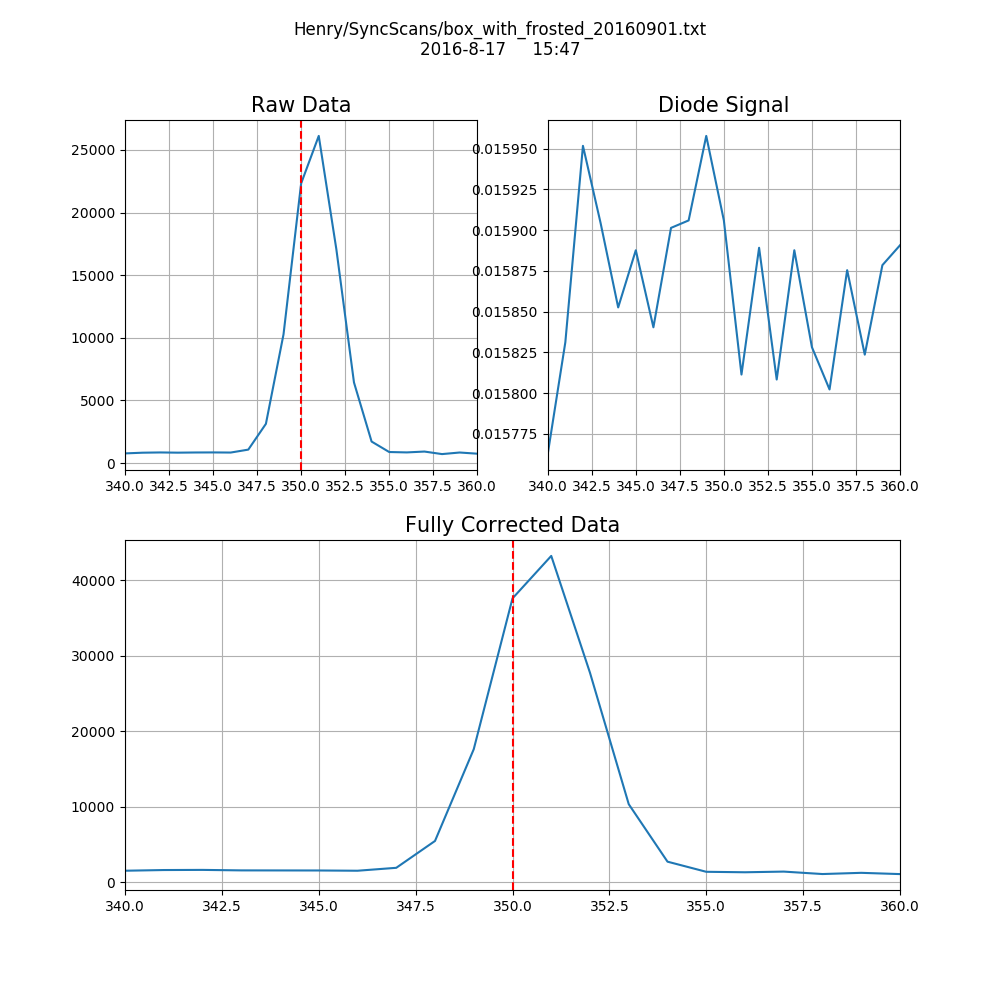 Henry/SyncScans/box_with_frosted_20160901.txt
2016-8-17 15:47
Raw Data
Diode Signal
25000
20000
15000
10000
5000
0
0.015950
0.015925
0.015900
0.015875
0.015850
0.015825
0.015800
0.015775
340.0 342.5 345.0 347.5 350.0 352.5 355.0 357.5 360.0
340.0 342.5 345.0 347.5 350.0 352.5 355.0 357.5 360.0
Fully Corrected Data
40000
30000
20000
10000
0
340.0 342.5 345.0 347.5 350.0 352.5 355.0 357.5 360.0